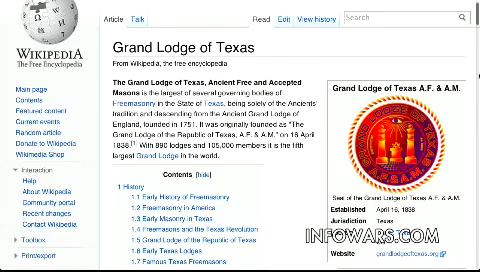 Article Talk Read Edit View history Search
WIKIPEDIA
The Free Encyclopedia
Main page
Contents
Featured content
Current events
Random article
Donate to Wikipedia
Wikimedia Shop
Interaction
Help
About Wikipedia
Community portal
Recent changes
Contact Wikipedia
Toolbox
Print/export
Grand Lodge of Texas
From Wikipedia, the free encyclopedia
The Grand Lodge of Texas, Ancient Free and Accepted
Masons is the largest of several governing bodies of
Freemasonry in the State of Texas, being solely of the Ancients'
tradition and descending from the Ancient Grand Lodge of
England, founded in 1751. It was originally founded as "The
Grand Lodge of the Republic of Texas, A.F. & A.M." on 16 April
1838.[1] With 890 lodges and 105,000 members it is the fifth
largest Grand Lodge in the world.
Contents [hide]
1 History
1.1 Early History of Freemasonry
1.2 Freemasonry in America
1.3 Early Masonry in Texas
1.4 Freemasons and the Texas Revolution
1.5 Grand Lodge of the Republic of Texas
1.6 Early Texas Lodges
1.7 Famous Texas Freemasons
Grand Lodge of Texas A.F. & A.M.
Seal of the Grand Lodge of Texas A.F. & A.M.
Established April 16, 1838
Jurisdiction Texas
INFOWARS.COM
Website grandlodgeoftexas.org